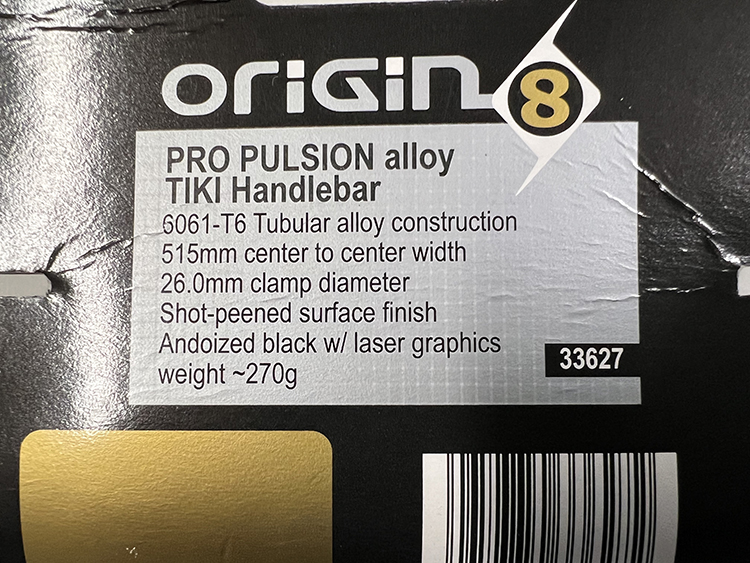 ORiGiN 8
PRO PULSION alloy
TIKI Handlebar
6061-T6 Tubular alloy construction
515mm center to center width
26.0mm clamp diameter
Shot-peened surface finish
Andoized black w/ laser graphics
weight ~270g
33627